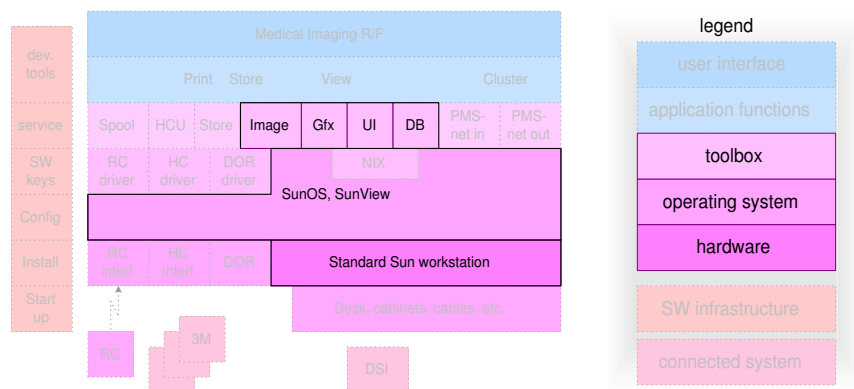 legend
Medical Imaging R/F
dev.
tools
Print Store View Cluster
service
Spool
HCU
Store
Image
Gfx
UI
DB
PMS-
net in
PMS-
net out
SW
keys
RC
driver
HC
driver
DOR
driver
NIX
SunOS, SunView
Config
Install
RC
interf
HC
interf
DOR
Standard Sun workstation
Start
up
Desk, cabinets, cables, etc.
RC
3M
DSI
user interface
application functions
toolbox
operating system
hardware
SW infrastructure
connected system